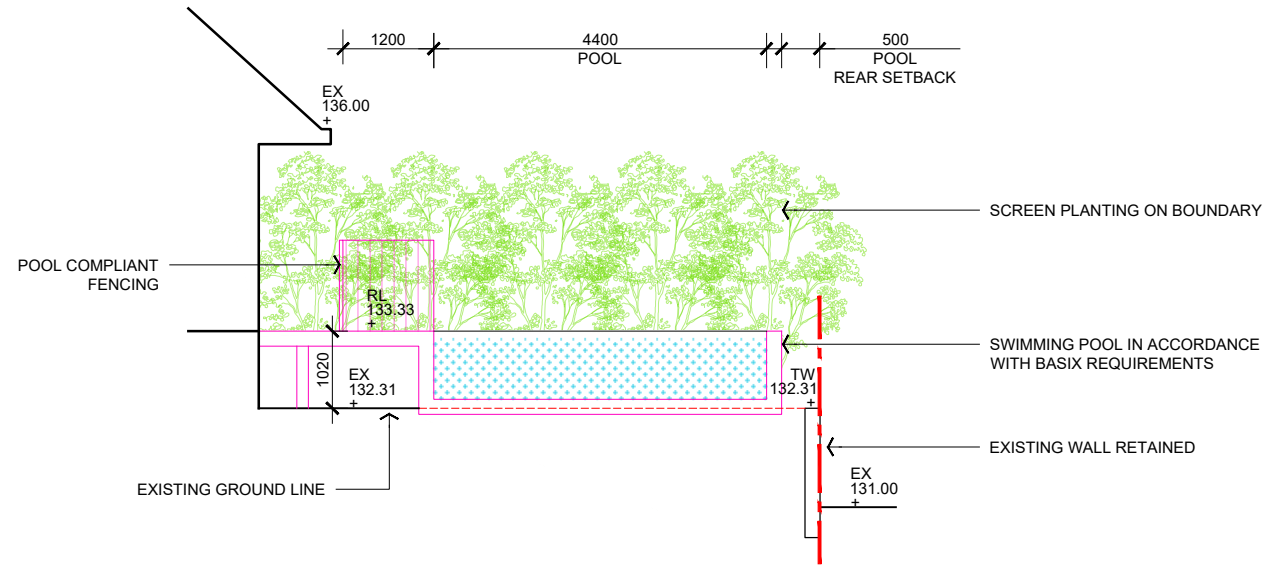 1200
4400
POOL
500
POOL
REAR SETBACK
EX
136.00
SCREEN PLANTING ON BOUNDARY
POOL COMPLIANT
FENCING
RL
133.33
SWIMMING POOL IN ACCORDANCE
WITH BASIX REQUIREMENTS
1020
EX
132.31
TW
132.31
EXISTING WALL RETAINED
EX
131.00
EXISTING GROUND LINE